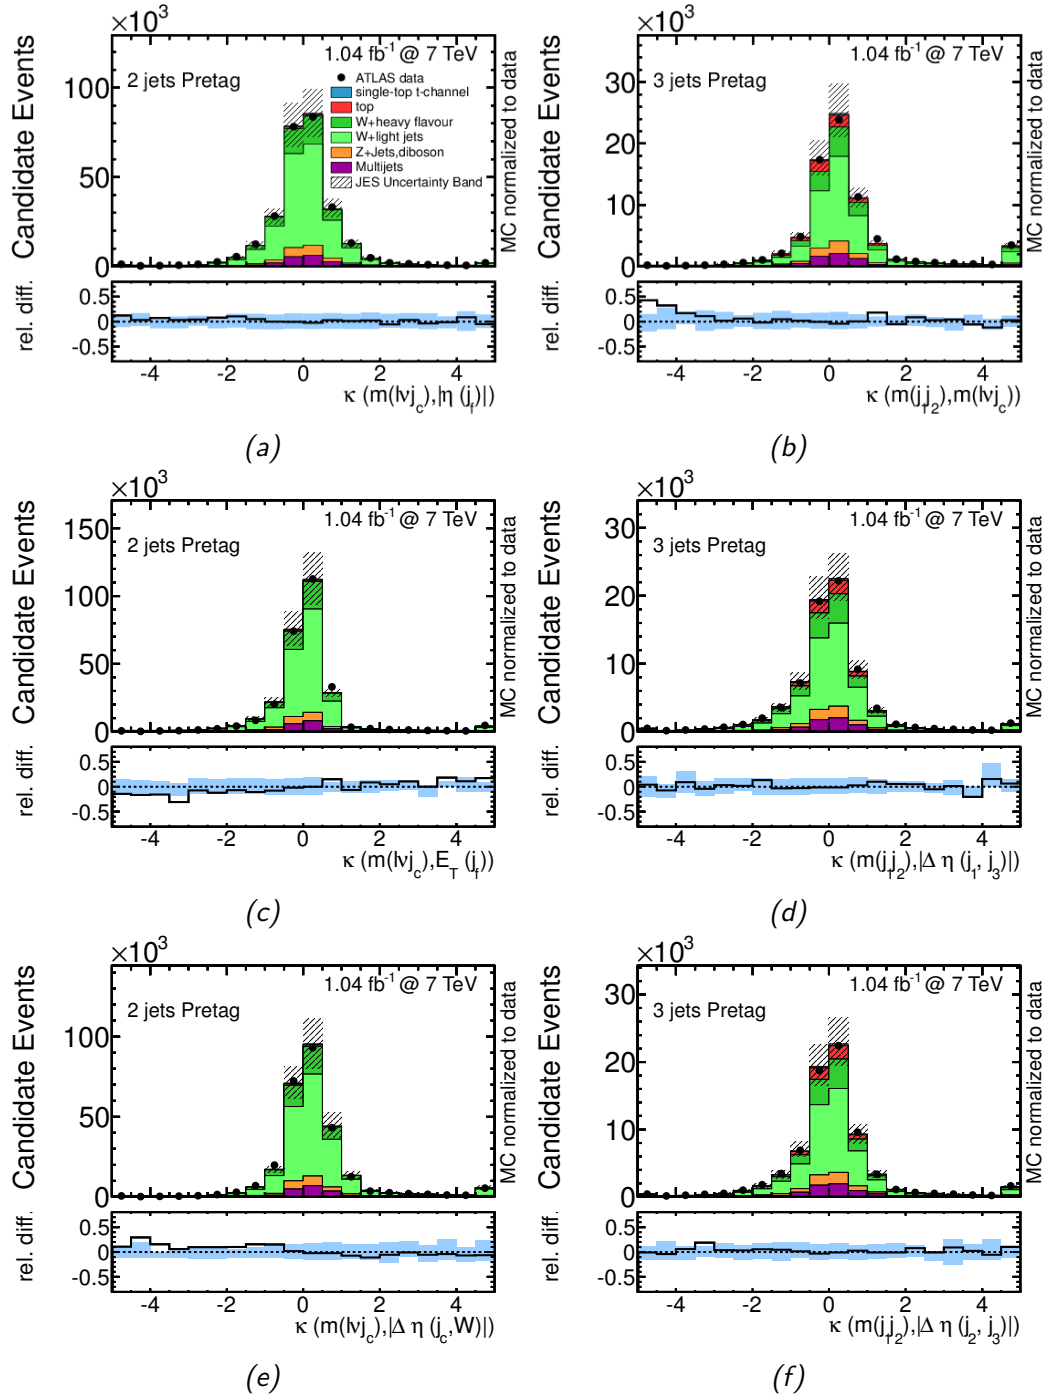 ×10³
Candidate Events
1.04 fb⁻¹ @ 7 TeV
2 jets Pretag
ATLAS data
single-top t-channel
top
W+heavy flavour
W+light jets
Z+Jets,diboson
Multijets
JES Uncertainty Band
MC normalized to data
100
50
0
rel. diff.
0.5
0
-0.5
-4 -2 0 2 4
κ (m(lνj_c),|η (j_f)|)
(a)
×10³
Candidate Events
1.04 fb⁻¹ @ 7 TeV
3 jets Pretag
MC normalized to data
30
20
10
0
rel. diff.
0.5
0
-0.5
-4 -2 0 2 4
κ (m(j₁j₂),m(lνj_c))
(b)
×10³
Candidate Events
1.04 fb⁻¹ @ 7 TeV
2 jets Pretag
MC normalized to data
150
100
50
0
rel. diff.
0.5
0
-0.5
-4 -2 0 2 4
κ (m(lνj_c),E_T (j_f))
(c)
×10³
Candidate Events
1.04 fb⁻¹ @ 7 TeV
3 jets Pretag
MC normalized to data
30
20
10
0
rel. diff.
0.5
0
-0.5
-4 -2 0 2 4
κ (m(j₁j₂),|Δ η (j₁, j₃)|)
(d)
×10³
Candidate Events
1.04 fb⁻¹ @ 7 TeV
2 jets Pretag
MC normalized to data
100
50
0
rel. diff.
0.5
0
-0.5
-4 -2 0 2 4
κ (m(lνj_c),|Δ η (j_c,W)|)
(e)
×10³
Candidate Events
1.04 fb⁻¹ @ 7 TeV
3 jets Pretag
MC normalized to data
30
20
10
0
rel. diff.
0.5
0
-0.5
-4 -2 0 2 4
κ (m(j₁j₂),|Δ η (j₂, j₃)|)
(f)